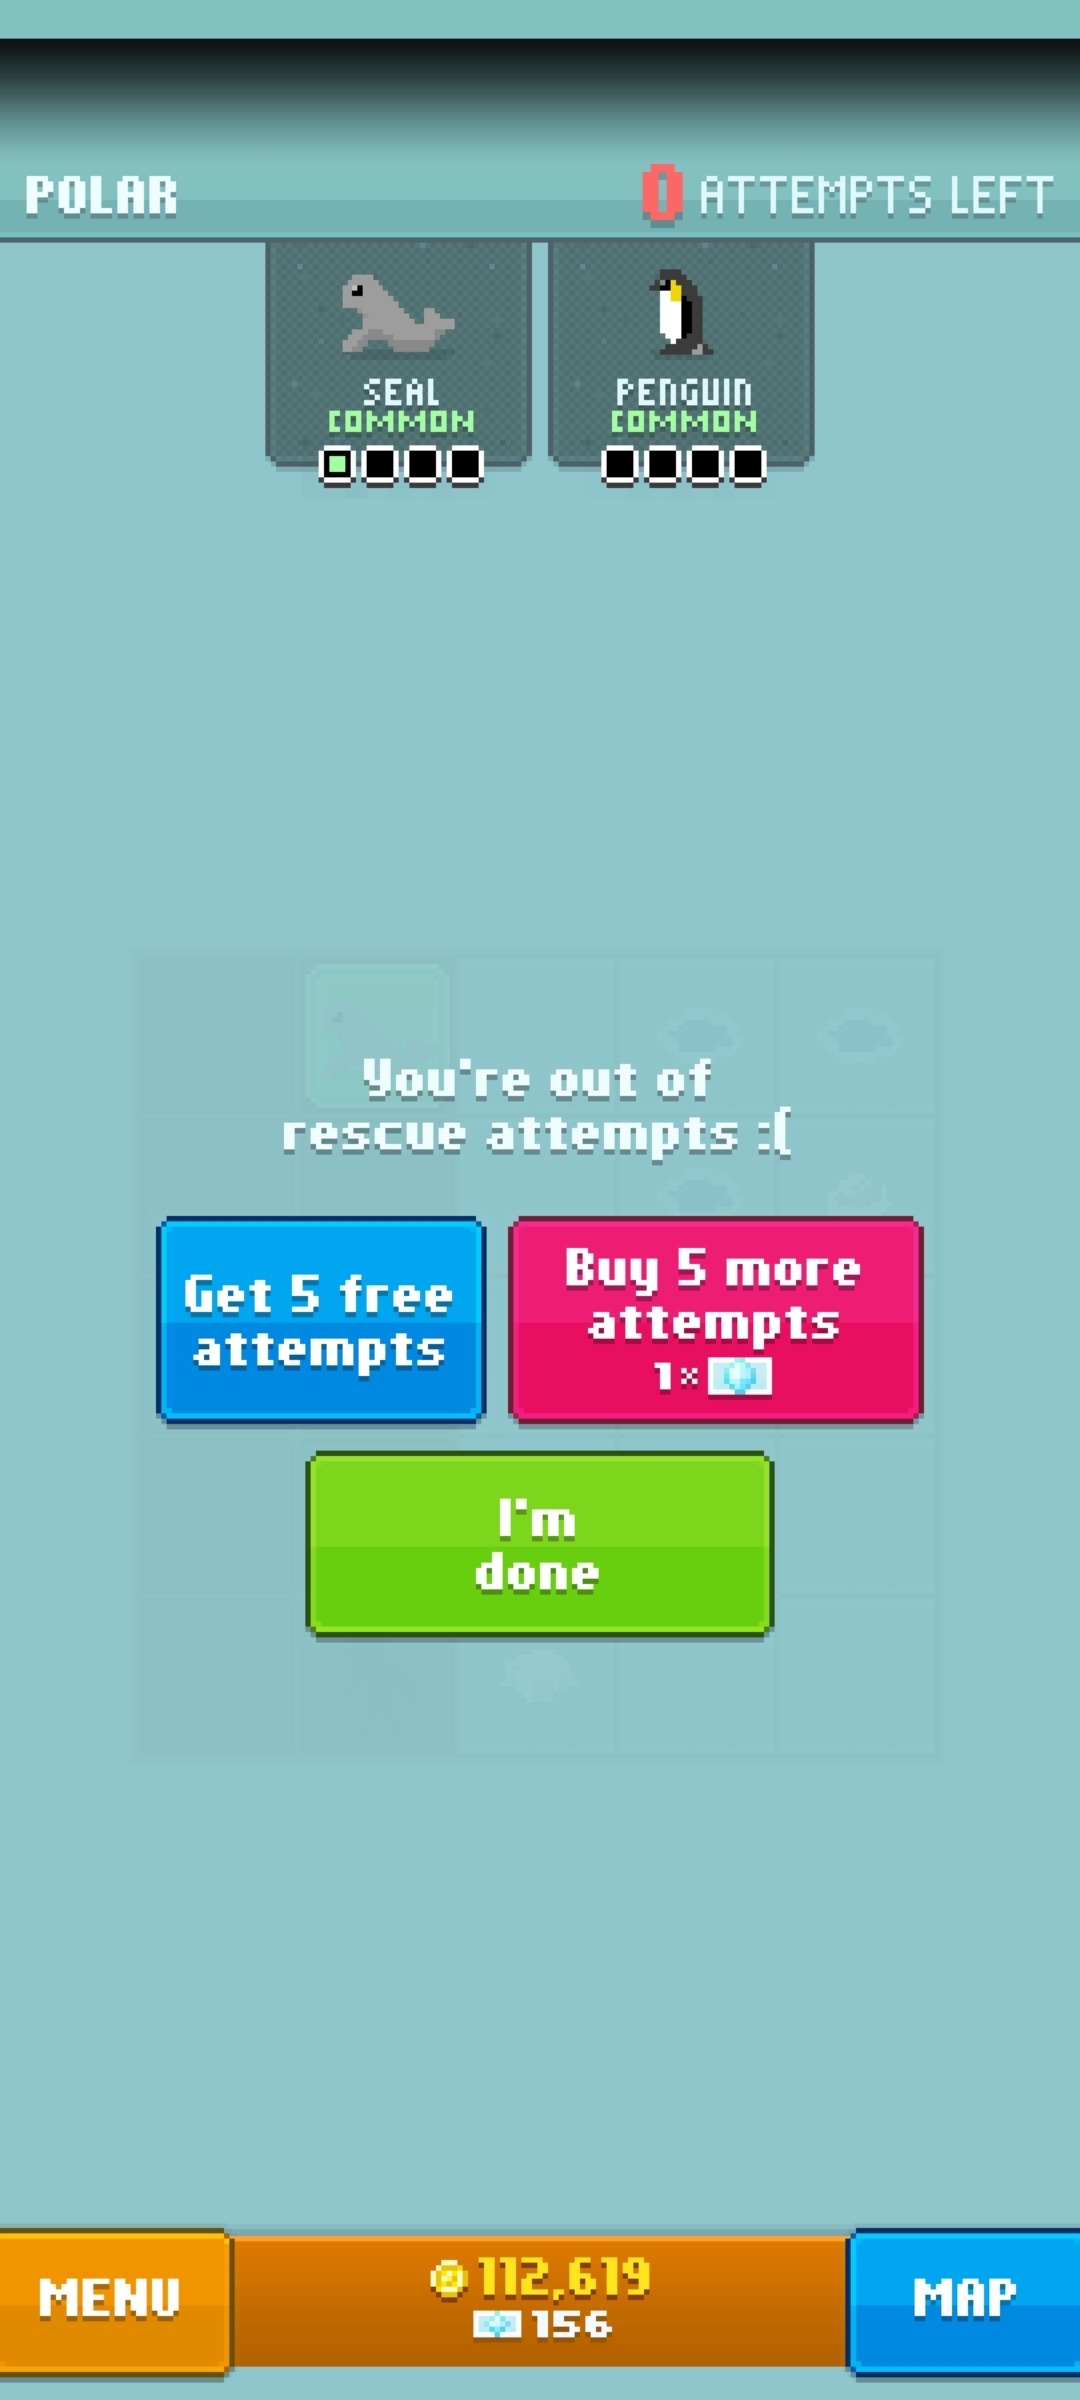 POLAR
0 ATTEMPTS LEFT
SEAL
COMMON
PENGUIN
COMMON
You're out of
rescue attempts :(
Get 5 free
attempts
Buy 5 more
attempts
1×
I'm
done
MENU
112,619
156
MAP